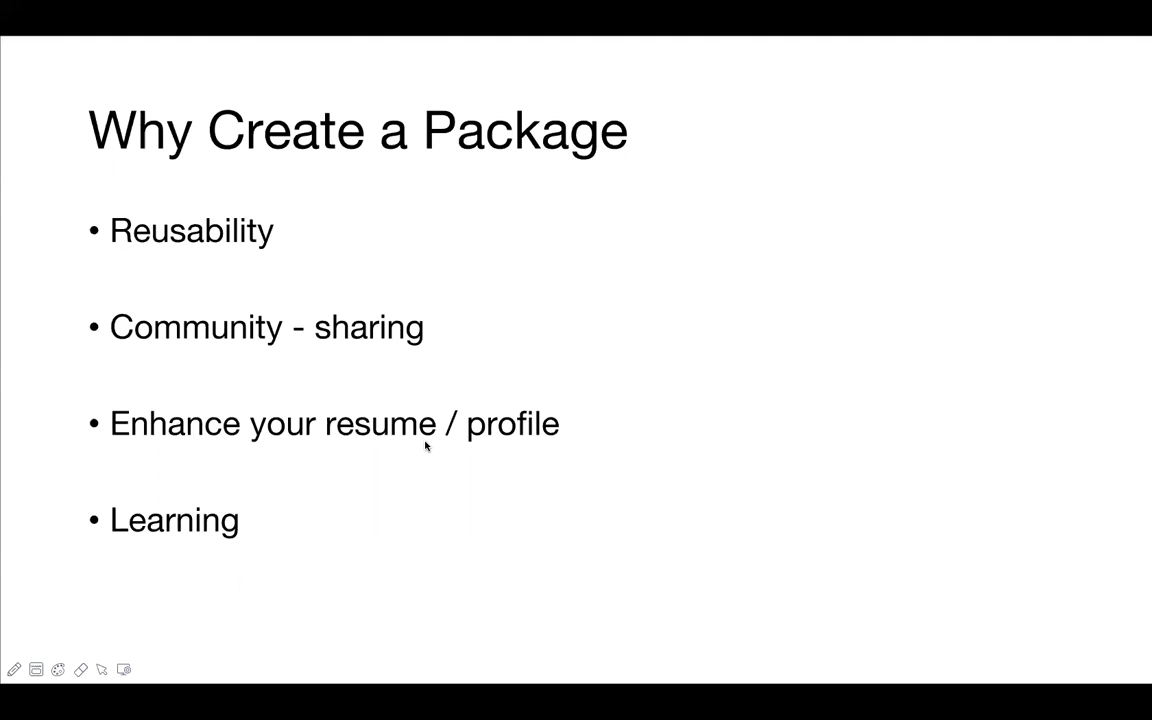 Why Create a Package
• Reusability
• Community - sharing
• Enhance your resume / profile
• Learning